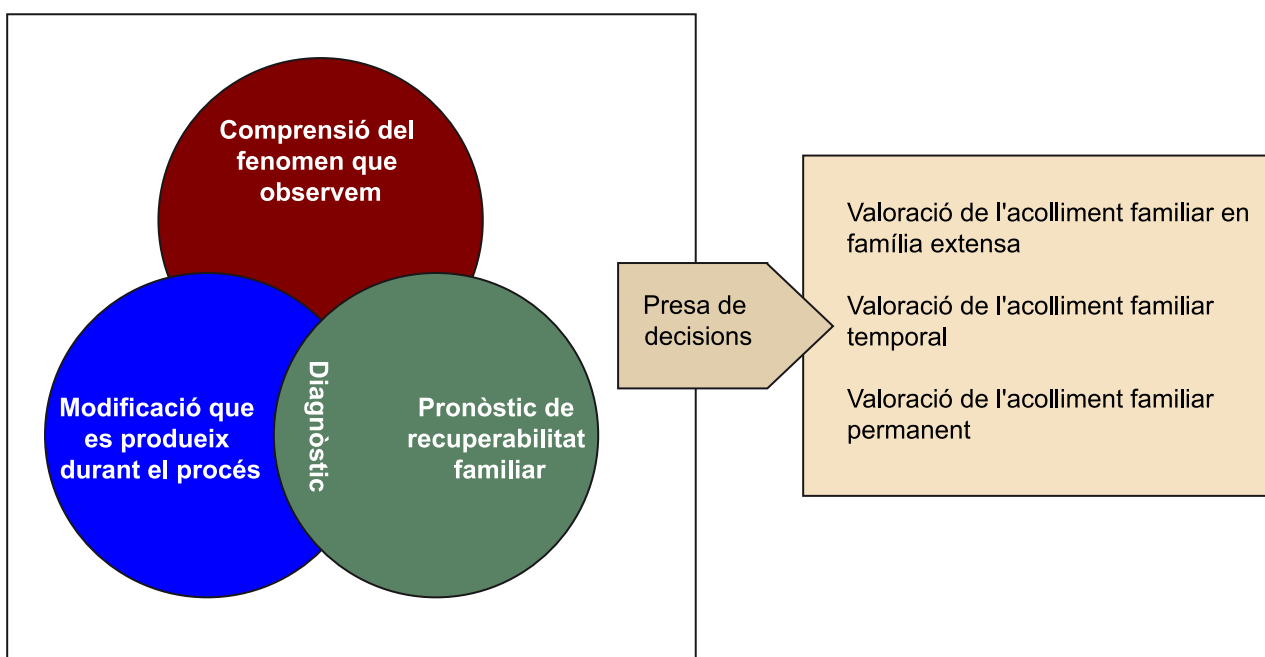 Comprensió del
fenomen que
observem
Modificació que
es produeix
durant el procés
Diagnòstic
Pronòstic de
recuperabilitat
familiar
Presa de
decisions
Valoració de l'acolliment familiar en
família extensa
Valoració de l'acolliment familiar
temporal
Valoració de l'acolliment familiar
permanent